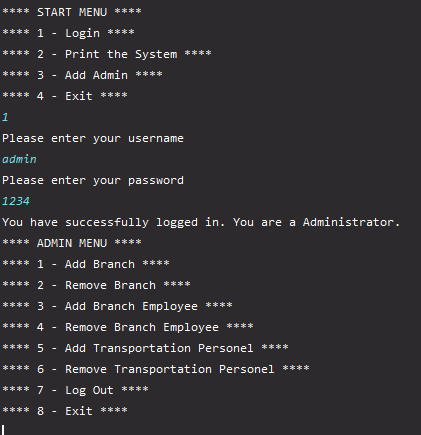 **** START MENU ****
**** 1 - Login ****
**** 2 - Print the System ****
**** 3 - Add Admin ****
**** 4 - Exit ****
1
Please enter your username
admin
Please enter your password
1234
You have successfully logged in. You are a Administrator.
**** ADMIN MENU ****
**** 1 - Add Branch ****
**** 2 - Remove Branch ****
**** 3 - Add Branch Employee ****
**** 4 - Remove Branch Employee ****
**** 5 - Add Transportation Personel ****
**** 6 - Remove Transportation Personel ****
**** 7 - Log Out ****
**** 8 - Exit ****